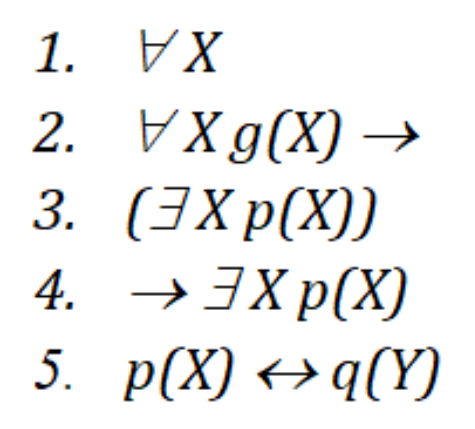 1. ∀ X
2. ∀ X g(X) →
3. (∃ X p(X))
4. → ∃ X p(X)
5. p(X) ↔ q(Y)